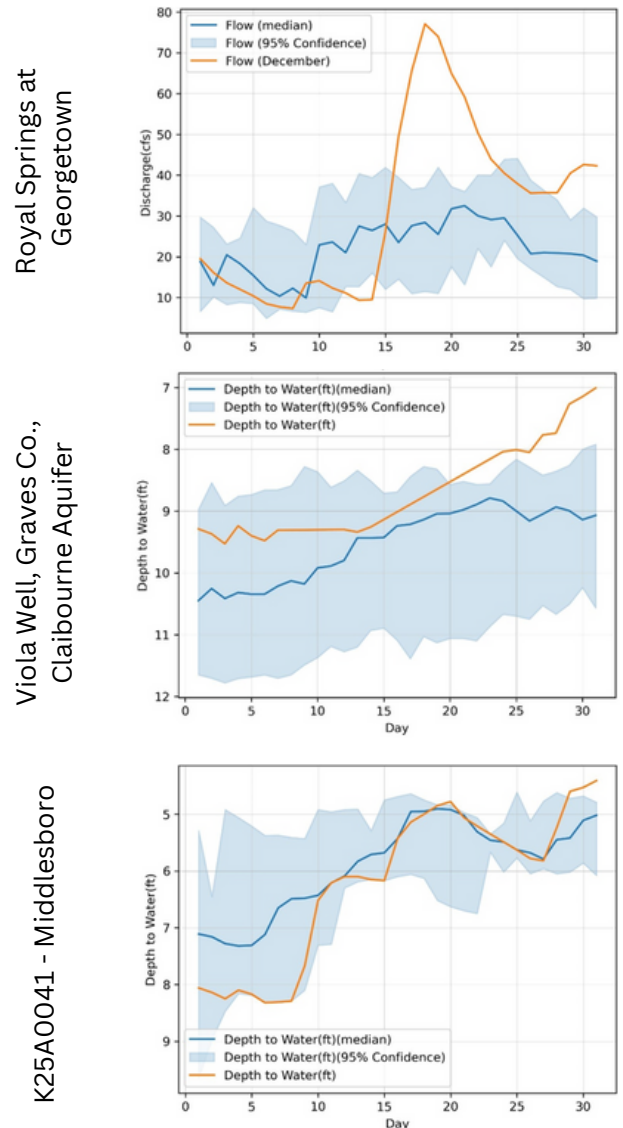 Royal Springs at
Georgetown
80
70
60
50
40
30
20
10
Discharge(cfs)
Flow (median)
Flow (95% Confidence)
Flow (December)
0 5 10 15 20 25 30
Viola Well, Graves Co.,
Claibourne Aquifer
7
8
9
10
11
12
Depth to Water(ft)
Depth to Water(ft)(median)
Depth to Water(ft)(95% Confidence)
Depth to Water(ft)
0 5 10 15 20 25 30
Day
K25A0041 - Middlesboro
5
6
7
8
9
Depth to Water(ft)
Depth to Water(ft)(median)
Depth to Water(ft)(95% Confidence)
Depth to Water(ft)
0 5 10 15 20 25 30
Day